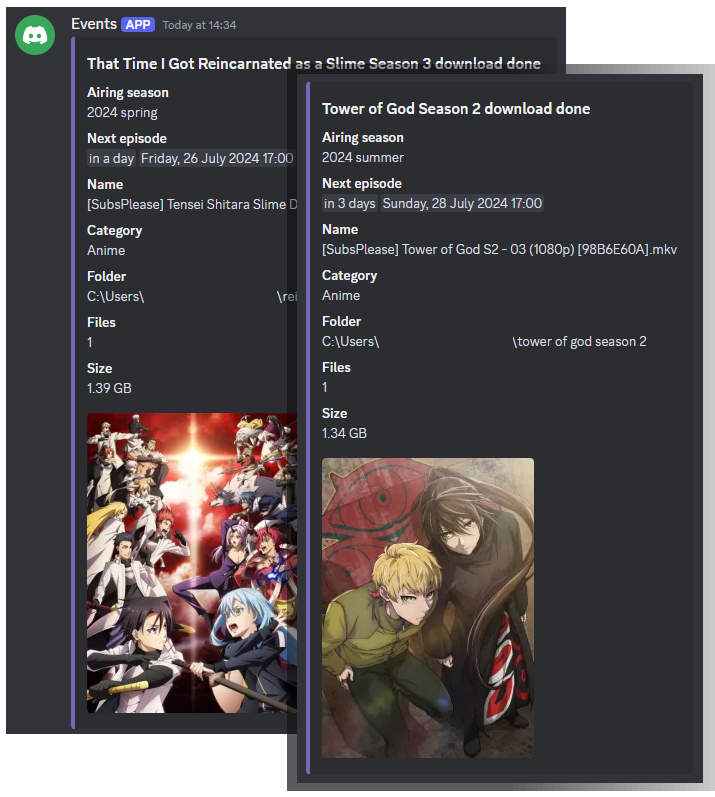 Events APP Today at 14:34
That Time I Got Reincarnated as a Slime Season 3 download done
Airing season
2024 spring
Next episode
in a day Friday, 26 July 2024 17:00
Name
[SubsPlease] Tensei Shitara Slime D
Category
Anime
Folder
C:\Users\ \rei
Files
1
Size
1.39 GB
Tower of God Season 2 download done
Airing season
2024 summer
Next episode
in 3 days Sunday, 28 July 2024 17:00
Name
[SubsPlease] Tower of God S2 - 03 (1080p) [98B6E60A].mkv
Category
Anime
Folder
C:\Users\ \tower of god season 2
Files
1
Size
1.34 GB